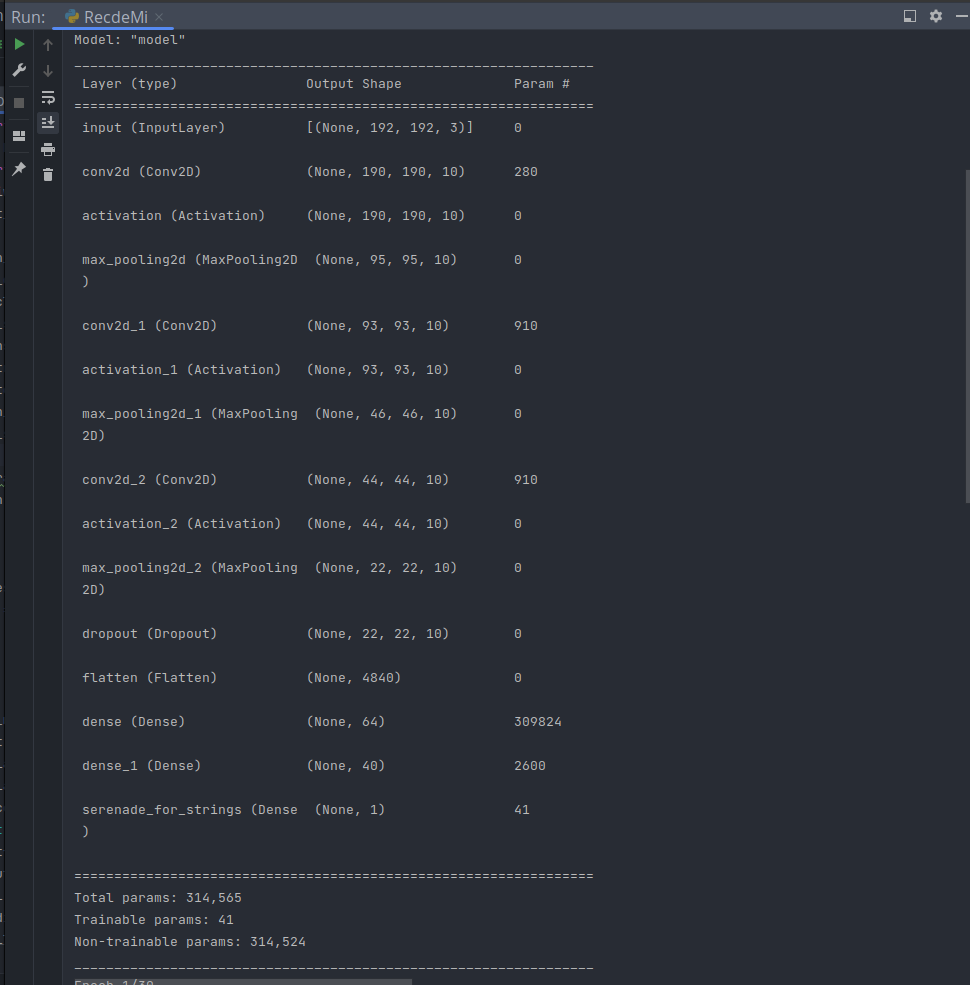 Run: RecdeMi
Model: "model"
_________________________________________________________________
Layer (type) Output Shape Param #
=================================================================
input (InputLayer) [(None, 192, 192, 3)] 0
conv2d (Conv2D) (None, 190, 190, 10) 280
activation (Activation) (None, 190, 190, 10) 0
max_pooling2d (MaxPooling2D (None, 95, 95, 10) 0
)
conv2d_1 (Conv2D) (None, 93, 93, 10) 910
activation_1 (Activation) (None, 93, 93, 10) 0
max_pooling2d_1 (MaxPooling (None, 46, 46, 10) 0
2D)
conv2d_2 (Conv2D) (None, 44, 44, 10) 910
activation_2 (Activation) (None, 44, 44, 10) 0
max_pooling2d_2 (MaxPooling (None, 22, 22, 10) 0
2D)
dropout (Dropout) (None, 22, 22, 10) 0
flatten (Flatten) (None, 4840) 0
dense (Dense) (None, 64) 309824
dense_1 (Dense) (None, 40) 2600
serenade_for_strings (Dense (None, 1) 41
)
=================================================================
Total params: 314,565
Trainable params: 41
Non-trainable params: 314,524
_________________________________________________________________
Epoch 1/30